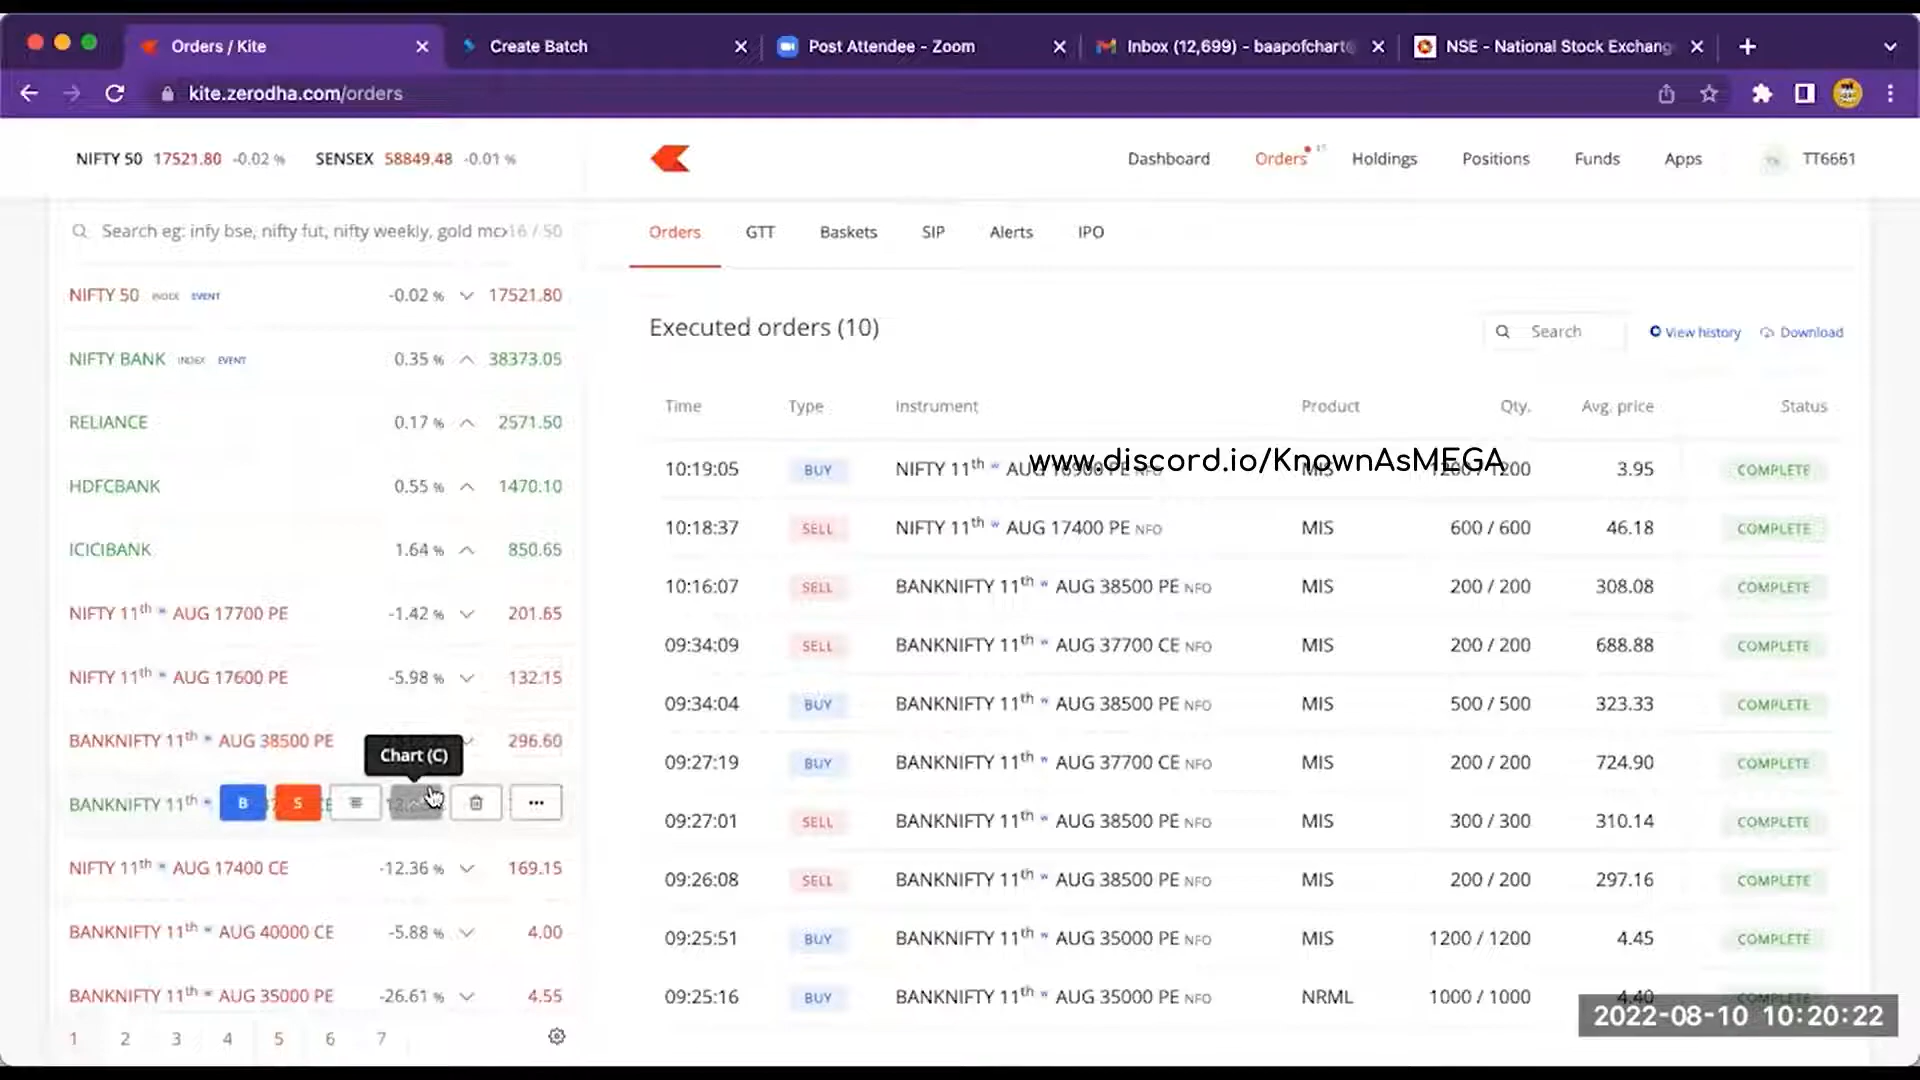 Orders / Kite
Create Batch
Post Attendee - Zoom
Inbox (12,699) - baapofchart
NSE - National Stock Exchang
kite.zerodha.com/orders
NIFTY 50 17521.80 -0.02 % SENSEX 58849.48 -0.01 %
Dashboard Orders Holdings Positions Funds Apps TT6661
Search eg: infy bse, nifty fut, nifty weekly, gold mc 16 / 50
NIFTY 50 INDEX EVENT -0.02 % 17521.80
NIFTY BANK INDEX EVENT 0.35 % 38373.05
RELIANCE 0.17 % 2571.50
HDFCBANK 0.55 % 1470.10
ICICIBANK 1.64 % 850.65
NIFTY 11th w AUG 17700 PE -1.42 % 201.65
NIFTY 11th w AUG 17600 PE -5.98 % 132.15
BANKNIFTY 11th w AUG 38500 PE 296.60
Chart (C)
BANKNIFTY 11th w B S
NIFTY 11th w AUG 17400 CE -12.36 % 169.15
BANKNIFTY 11th w AUG 40000 CE -5.88 % 4.00
BANKNIFTY 11th w AUG 35000 PE -26.61 % 4.55
1 2 3 4 5 6 7
Orders GTT Baskets SIP Alerts IPO
Executed orders (10)
Search View history Download
Time Type Instrument Product Qty. Avg. price Status
www.discord.io/KnownAsMEGA
10:19:05 BUY NIFTY 11th w AUG 16900 PE NFO MIS 1200 / 1200 3.95 COMPLETE
10:18:37 SELL NIFTY 11th w AUG 17400 PE NFO MIS 600 / 600 46.18 COMPLETE
10:16:07 SELL BANKNIFTY 11th w AUG 38500 PE NFO MIS 200 / 200 308.08 COMPLETE
09:34:09 SELL BANKNIFTY 11th w AUG 37700 CE NFO MIS 200 / 200 688.88 COMPLETE
09:34:04 BUY BANKNIFTY 11th w AUG 38500 PE NFO MIS 500 / 500 323.33 COMPLETE
09:27:19 BUY BANKNIFTY 11th w AUG 37700 CE NFO MIS 200 / 200 724.90 COMPLETE
09:27:01 SELL BANKNIFTY 11th w AUG 38500 PE NFO MIS 300 / 300 310.14 COMPLETE
09:26:08 SELL BANKNIFTY 11th w AUG 38500 PE NFO MIS 200 / 200 297.16 COMPLETE
09:25:51 BUY BANKNIFTY 11th w AUG 35000 PE NFO MIS 1200 / 1200 4.45 COMPLETE
09:25:16 BUY BANKNIFTY 11th w AUG 35000 PE NFO NRML 1000 / 1000 4.40 COMPLETE
2022-08-10 10:20:22